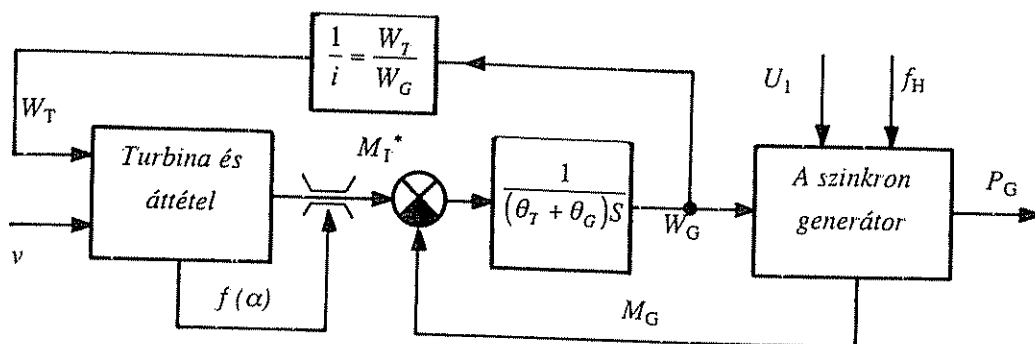 1/i = W_T/W_G
W_T
U_1
f_H
Turbina és
áttétel
M_T*
1/((θ_T + θ_G)S)
A szinkron
generátor
P_G
W_G
v
f(α)
M_G